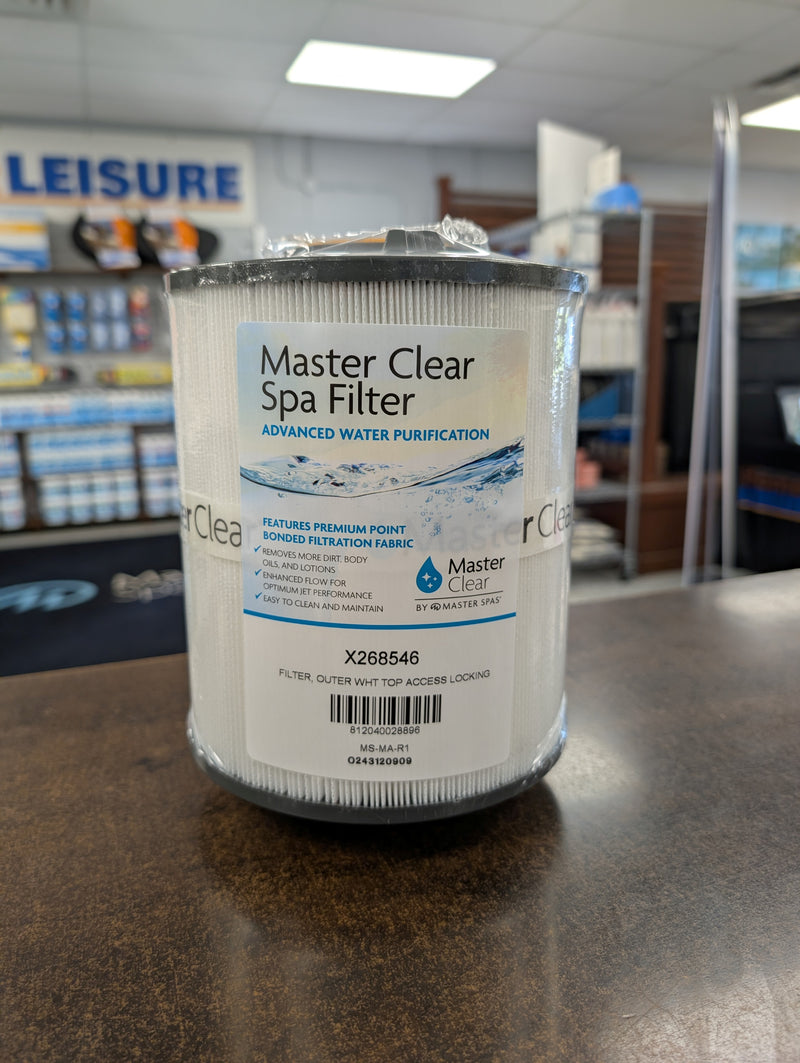 LEISURE
Master Clear
Spa Filter
ADVANCED WATER PURIFICATION
FEATURES PREMIUM POINT
BONDED FILTRATION FABRIC
✓ REMOVES MORE DIRT, BODY
OILS, AND LOTIONS
✓ ENHANCED FLOW FOR
OPTIMUM JET PERFORMANCE
✓ EASY TO CLEAN AND MAINTAIN
Master
Clear
BY MASTER SPAS
rClea
Master
r Clea
X268546
FILTER, OUTER WHT TOP ACCESS LOCKING
812040028896
MS-MA-R1
O243120909